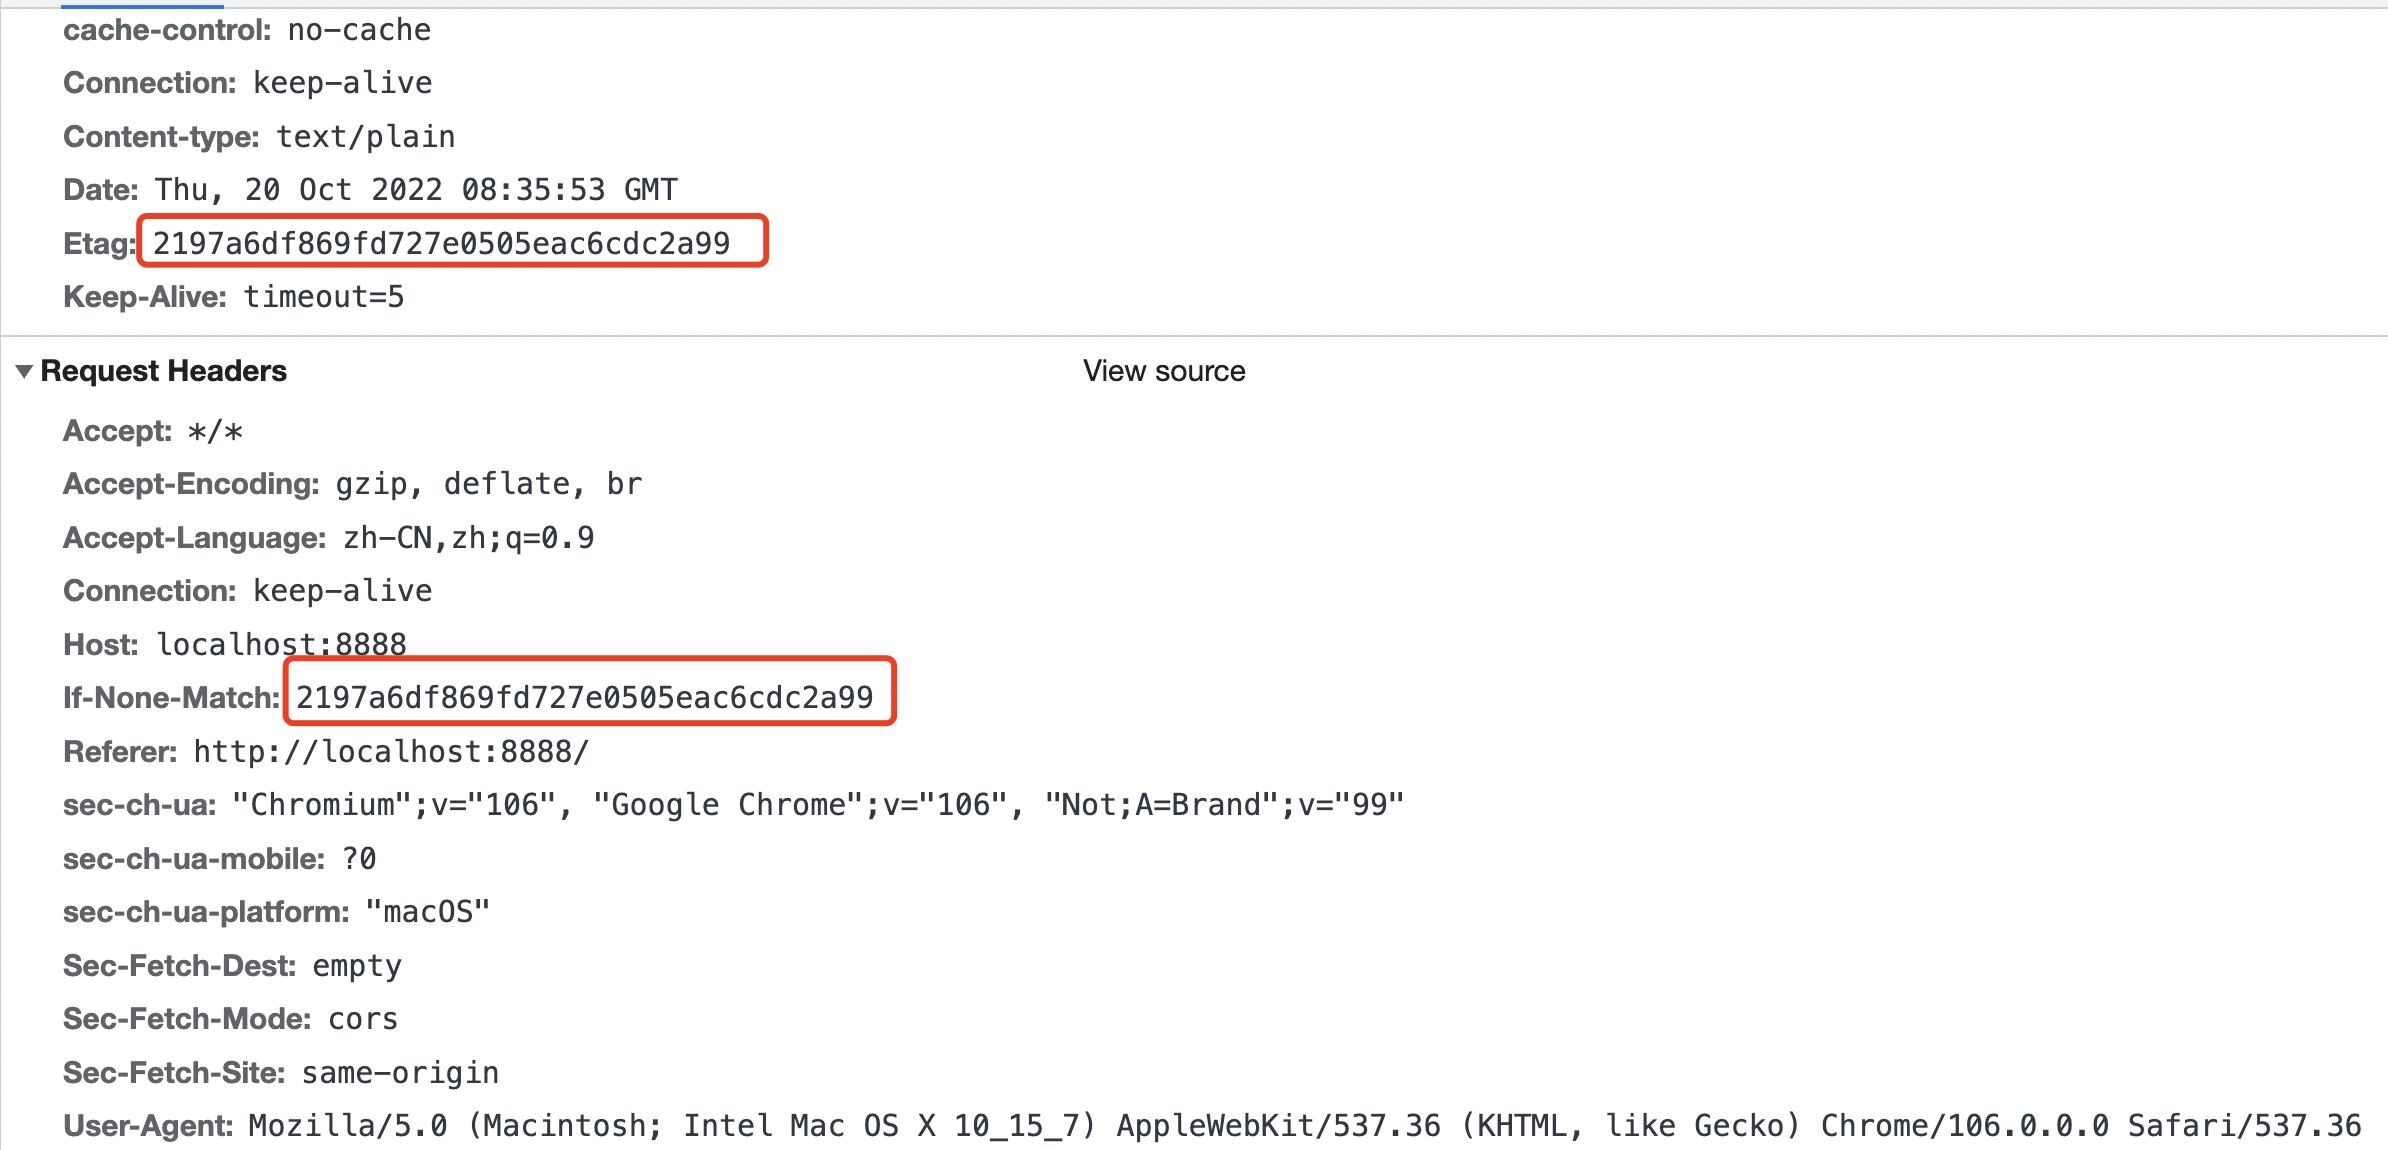 cache-control: no-cache
Connection: keep-alive
Content-type: text/plain
Date: Thu, 20 Oct 2022 08:35:53 GMT
Etag: 2197a6df869fd727e0505eac6cdc2a99
Keep-Alive: timeout=5
Request Headers View source
Accept: */*
Accept-Encoding: gzip, deflate, br
Accept-Language: zh-CN,zh;q=0.9
Connection: keep-alive
Host: localhost:8888
If-None-Match: 2197a6df869fd727e0505eac6cdc2a99
Referer: http://localhost:8888/
sec-ch-ua: "Chromium";v="106", "Google Chrome";v="106", "Not;A=Brand";v="99"
sec-ch-ua-mobile: ?0
sec-ch-ua-platform: "macOS"
Sec-Fetch-Dest: empty
Sec-Fetch-Mode: cors
Sec-Fetch-Site: same-origin
User-Agent: Mozilla/5.0 (Macintosh; Intel Mac OS X 10_15_7) AppleWebKit/537.36 (KHTML, like Gecko) Chrome/106.0.0.0 Safari/537.36